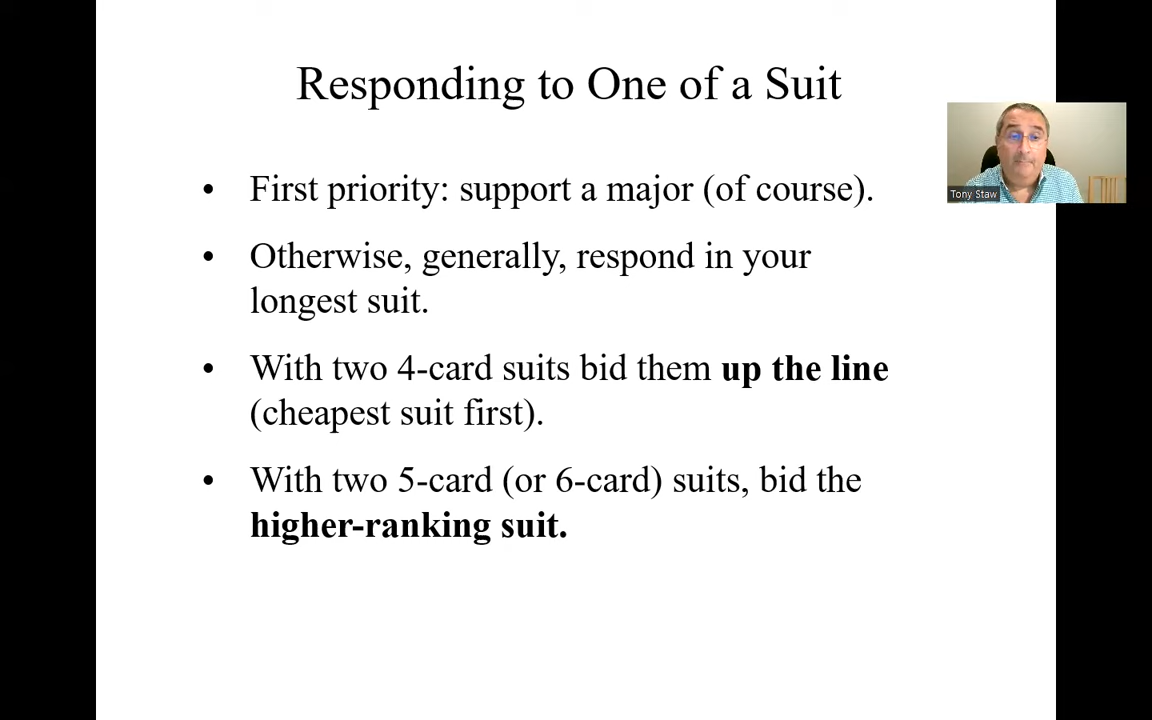 Responding to One of a Suit
• First priority: support a major (of course).
• Otherwise, generally, respond in your
longest suit.
• With two 4-card suits bid them up the line
(cheapest suit first).
• With two 5-card (or 6-card) suits, bid the
higher-ranking suit.
Tony Staw